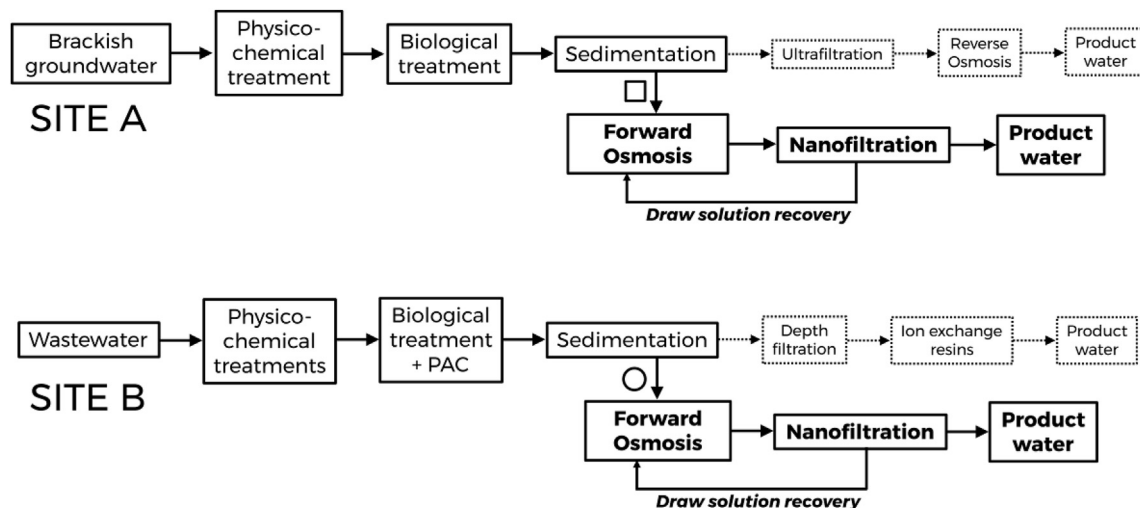 Brackish
groundwater
Physico-
chemical
treatment
Biological
treatment
Sedimentation
Ultrafiltration
Reverse
Osmosis
Product
water
SITE A
Forward
Osmosis
Nanofiltration
Product
water
Draw solution recovery
Wastewater
Physico-
chemical
treatments
Biological
treatment
+ PAC
Sedimentation
Depth
filtration
Ion exchange
resins
Product
water
SITE B
Forward
Osmosis
Nanofiltration
Product
water
Draw solution recovery